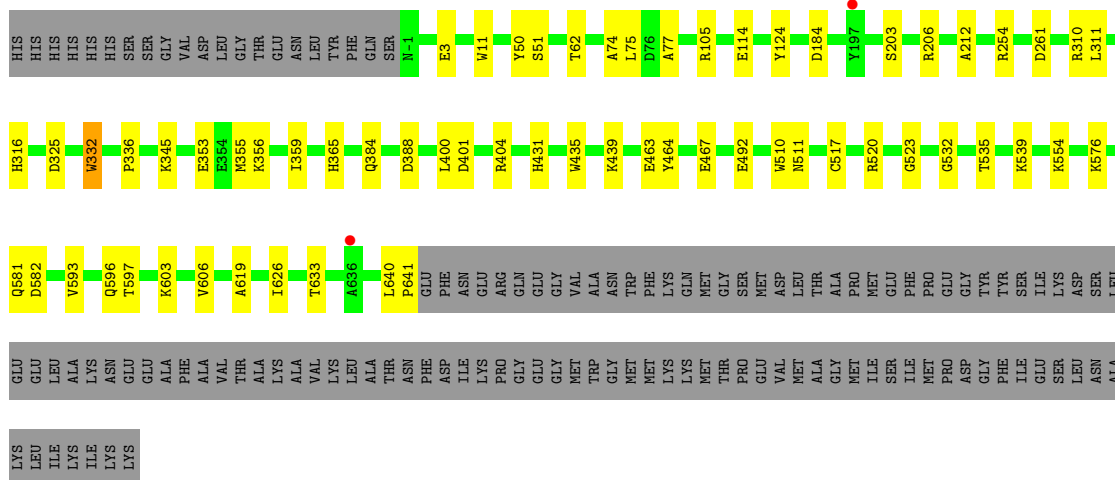 HIS HIS HIS HIS HIS HIS SER SER GLY VAL ASP LEU GLY THR GLU ASN LEU TYR PHE GLN SER N-1 E3 W11 Y50 S51 T62 A74 L75 D76 A77 R105 E114 Y124 D184 Y197 S203 R206 A212 R254 D261 R310 L311
H316 D325 W332 P336 K345 E353 E354 M355 K356 I359 H365 Q384 D388 L400 D401 R404 H431 W435 K439 E463 Y464 E467 E492 W510 N511 C517 R520 G523 G532 T535 K539 K554 K576
Q581 D582 V593 Q596 T597 K603 V606 A619 I626 T633 A636 L640 P641 GLU PHE ASN GLU ARG GLN GLY VAL ALA ASN TRP PHE LYS GLN MET GLY SER MET ASP LEU THR ALA PRO MET GLU PHE PRO GLU GLY TYR TYR SER ILE LYS ASP SER LEU
GLU GLU LEU LEU ALA LYS ASN GLU GLU ALA PHE ALA VAL THR ALA LYS ALA VAL LYS LEU ALA THR ASN PHE ASP ILE LYS PRO GLY GLU GLY MET TRP GLY MET MET LYS LYS MET THR PRO GLU VAL MET ALA GLY MET ILE SER ILE MET PRO ASP GLY PHE ILE GLU SER LEU ASN ALA
LYS LEU ILE LYS ILE LYS LYS